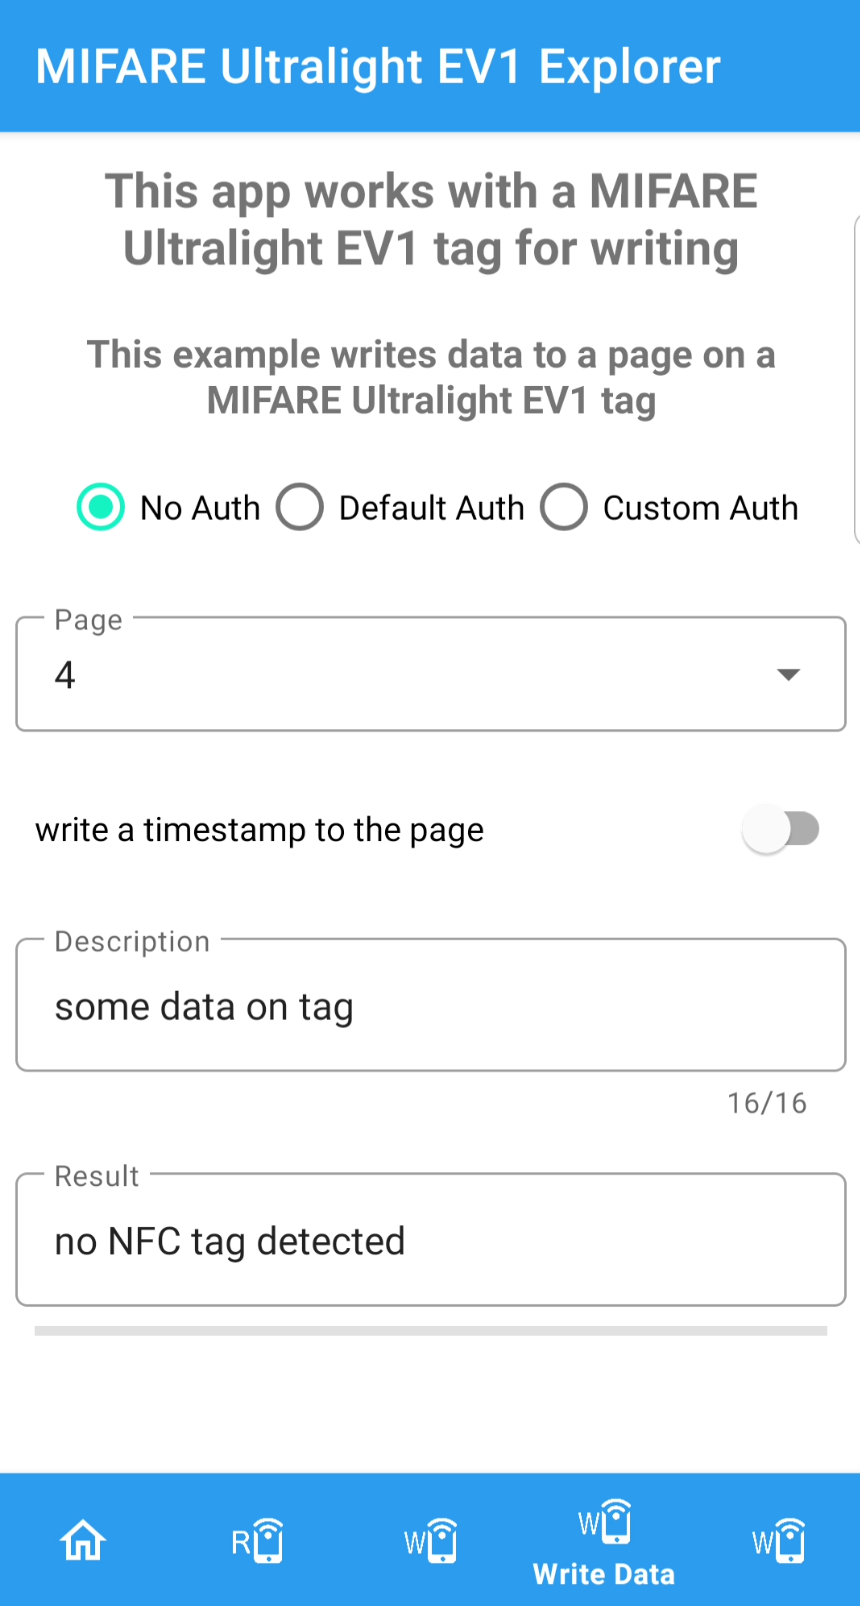 MIFARE Ultralight EV1 Explorer
This app works with a MIFARE
Ultralight EV1 tag for writing
This example writes data to a page on a
MIFARE Ultralight EV1 tag
No Auth Default Auth Custom Auth
Page
4
write a timestamp to the page
Description
some data on tag
16/16
Result
no NFC tag detected
R W W W
Write Data